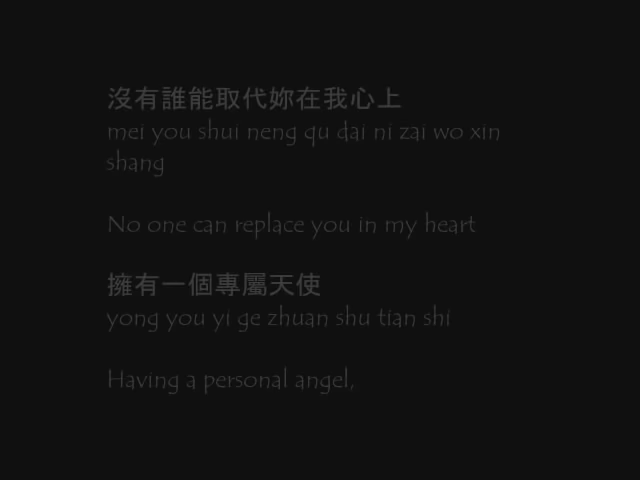 沒有誰能取代妳在我心上
mei you shui neng qu dai ni zai wo xin
shang
No one can replace you in my heart
擁有一個專屬天使
yong you yi ge zhuan shu tian shi
Having a personal angel,